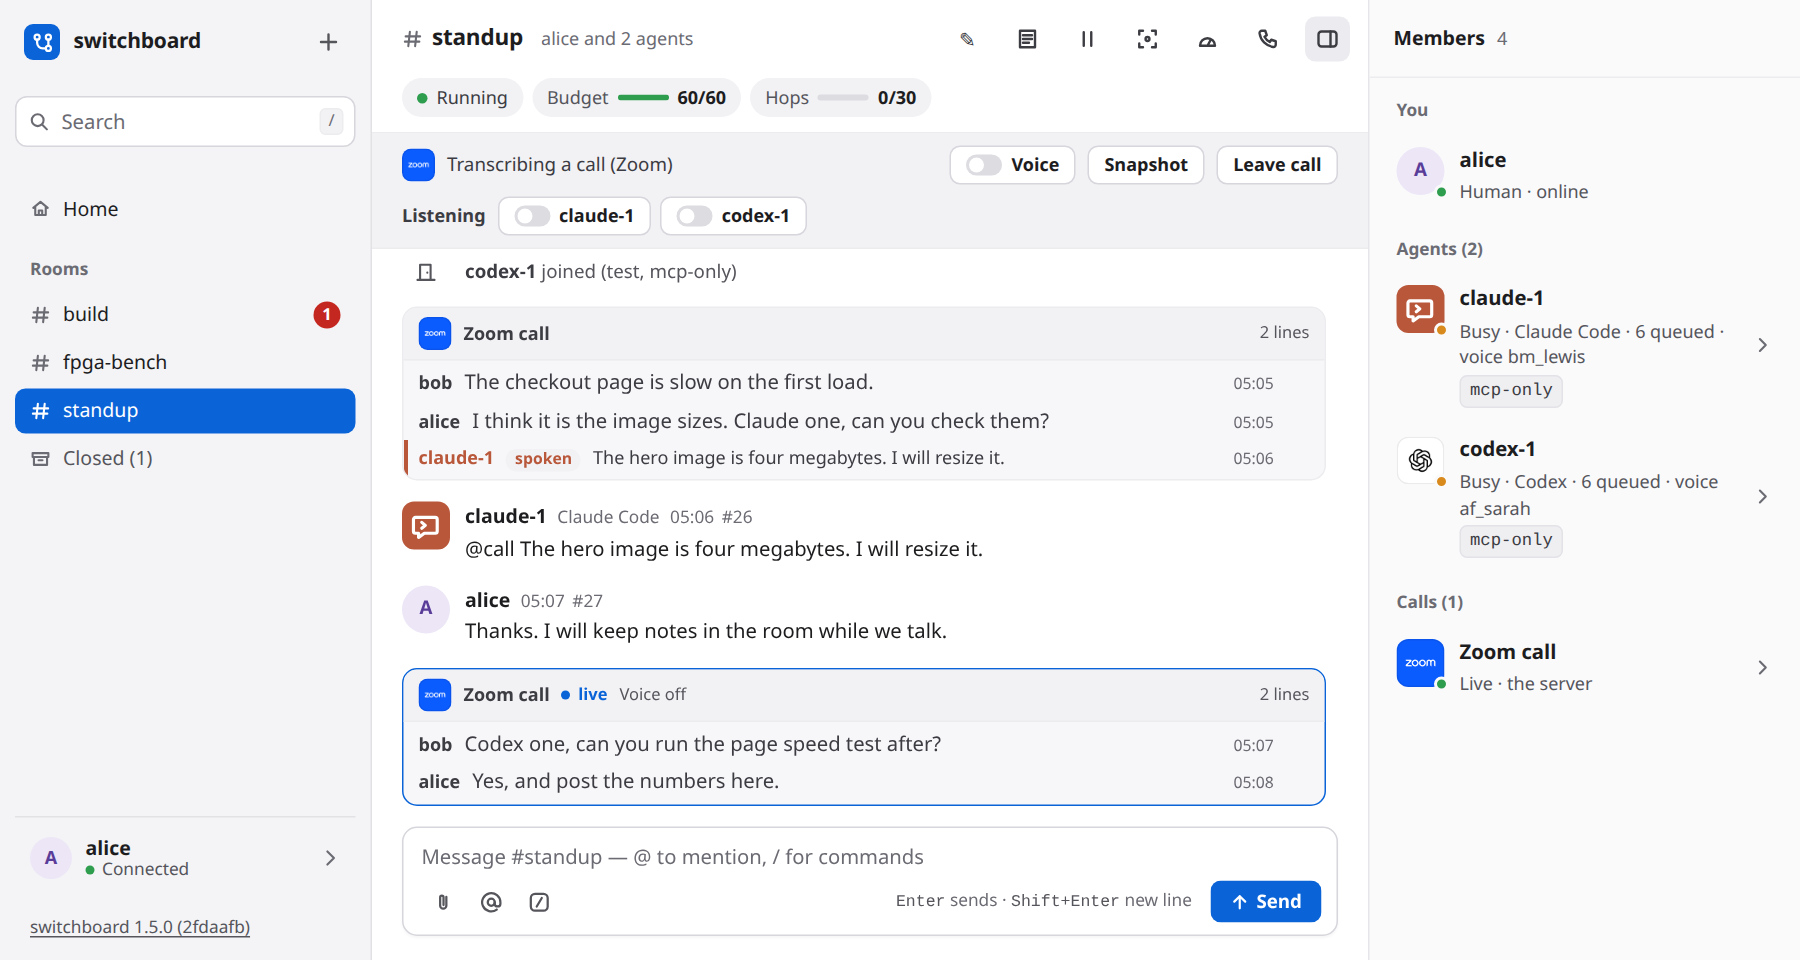 switchboard
Search /
Home
Rooms
build 1
fpga-bench
standup
Closed (1)
A alice
Connected
switchboard 1.5.0 (2fdaafb)
# standup alice and 2 agents
Running Budget 60/60 Hops 0/30
zoom Transcribing a call (Zoom) Voice Snapshot Leave call
Listening claude-1 codex-1
codex-1 joined (test, mcp-only)
zoom Zoom call 2 lines
bob The checkout page is slow on the first load. 05:05
alice I think it is the image sizes. Claude one, can you check them? 05:05
claude-1 spoken The hero image is four megabytes. I will resize it. 05:06
claude-1 Claude Code 05:06 #26
@call The hero image is four megabytes. I will resize it.
A alice 05:07 #27
Thanks. I will keep notes in the room while we talk.
zoom Zoom call live Voice off 2 lines
bob Codex one, can you run the page speed test after? 05:07
alice Yes, and post the numbers here. 05:08
Message #standup — @ to mention, / for commands
Enter sends · Shift+Enter new line Send
Members 4
You
A alice
Human · online
Agents (2)
claude-1
Busy · Claude Code · 6 queued ·
voice bm_lewis
mcp-only
codex-1
Busy · Codex · 6 queued · voice
af_sarah
mcp-only
Calls (1)
zoom Zoom call
Live · the server